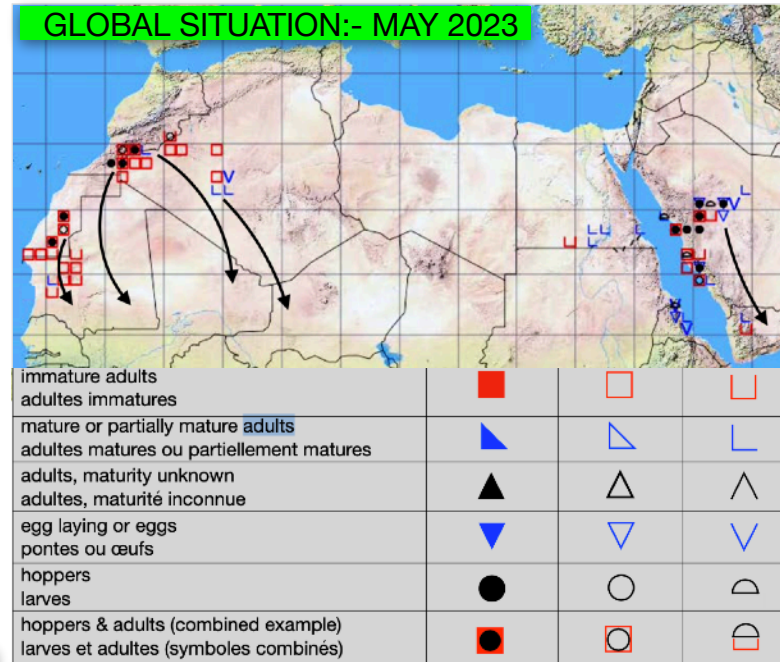 GLOBAL SITUATION:- MAY 2023
immature adults
adultes immatures
mature or partially mature adults
adultes matures ou partiellement matures
adults, maturity unknown
adultes, maturité inconnue
egg laying or eggs
pontes ou œufs
hoppers
larves
hoppers & adults (combined example)
larves et adultes (symboles combinés)